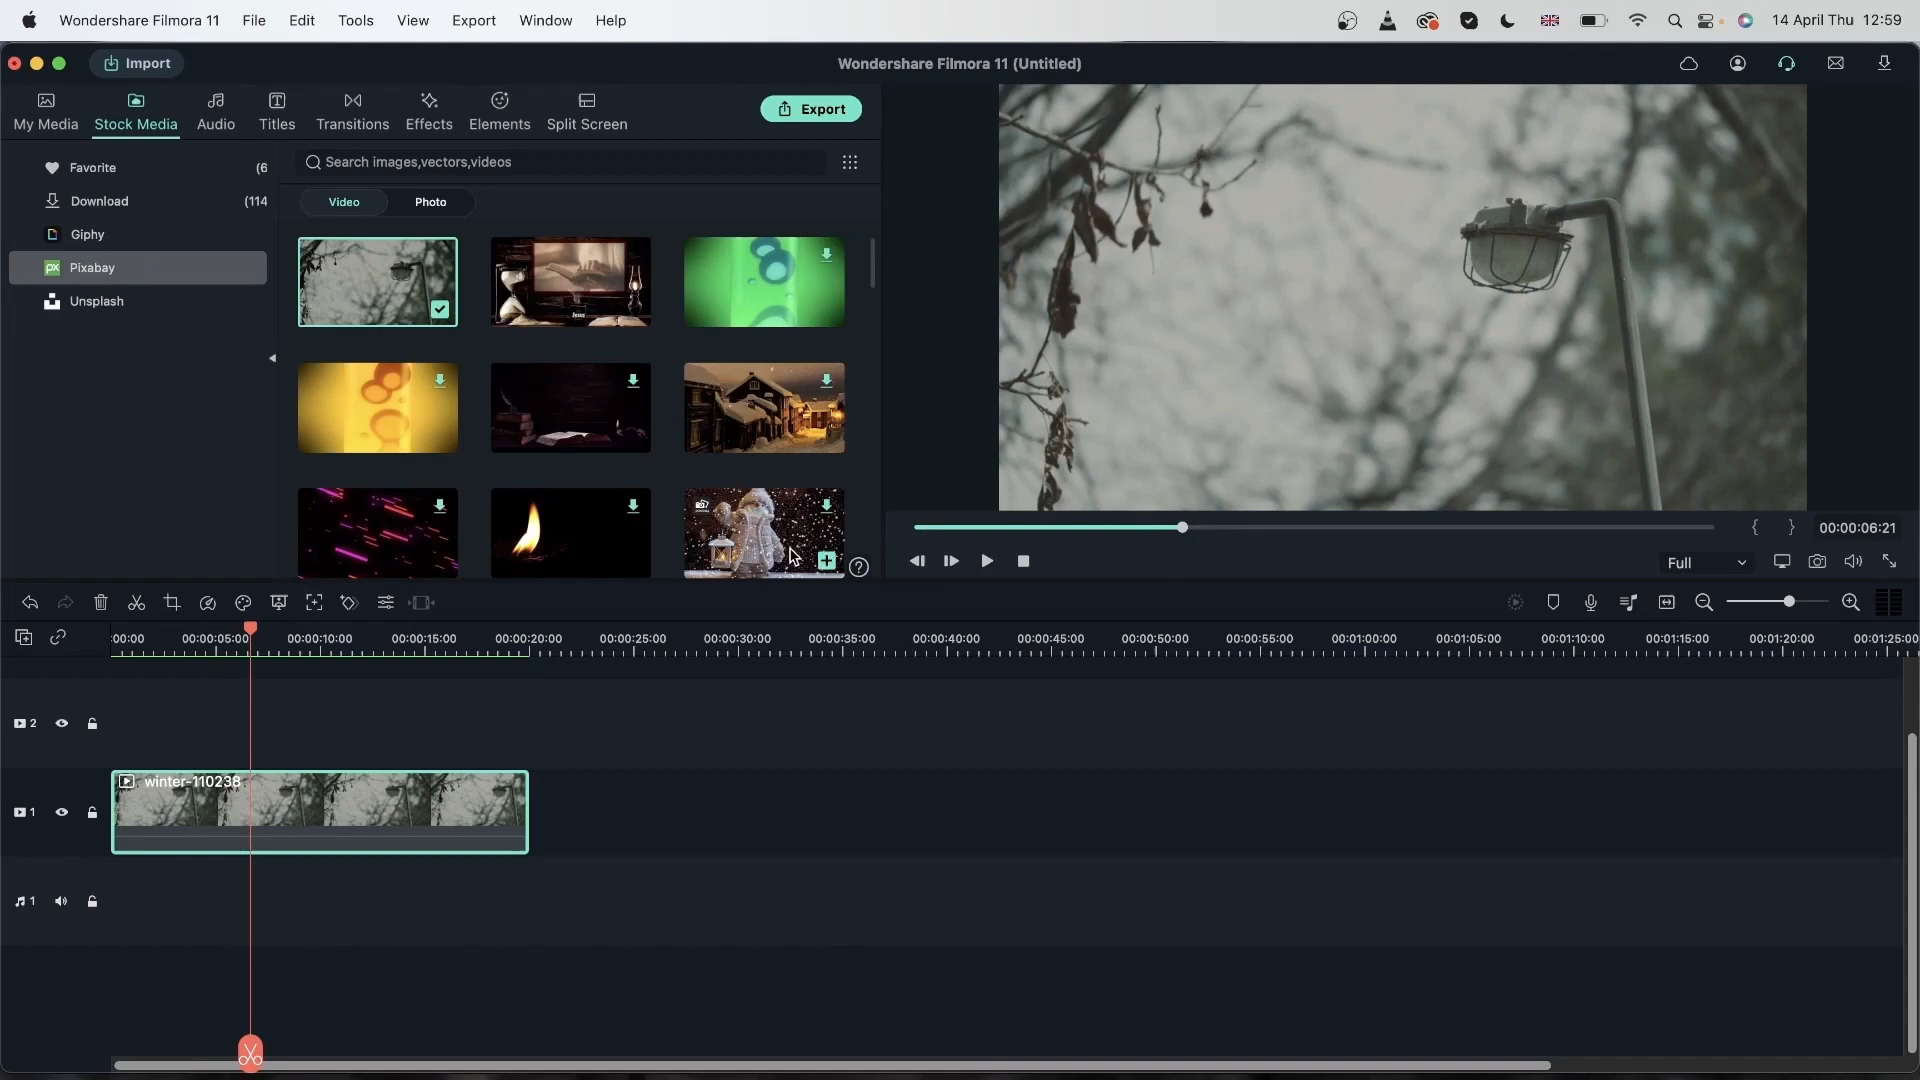 Wondershare Filmora 11 File Edit Tools View Export Window Help 14 April Thu 12:59
Import Wondershare Filmora 11 (Untitled)
My Media Stock Media Audio Titles Transitions Effects Elements Split Screen Export
Favorite (6
Download (114
Giphy
Pixabay
Unsplash
Search images,vectors,videos
Video Photo
Jesus
{ } 00:00:06:21
Full
:00:00 00:00:05:00 00:00:10:00 00:00:15:00 00:00:20:00 00:00:25:00 00:00:30:00 00:00:35:00 00:00:40:00 00:00:45:00 00:00:50:00 00:00:55:00 00:01:00:00 00:01:05:00 00:01:10:00 00:01:15:00 00:01:20:00 00:01:25:00
2
winter-110238
1
1